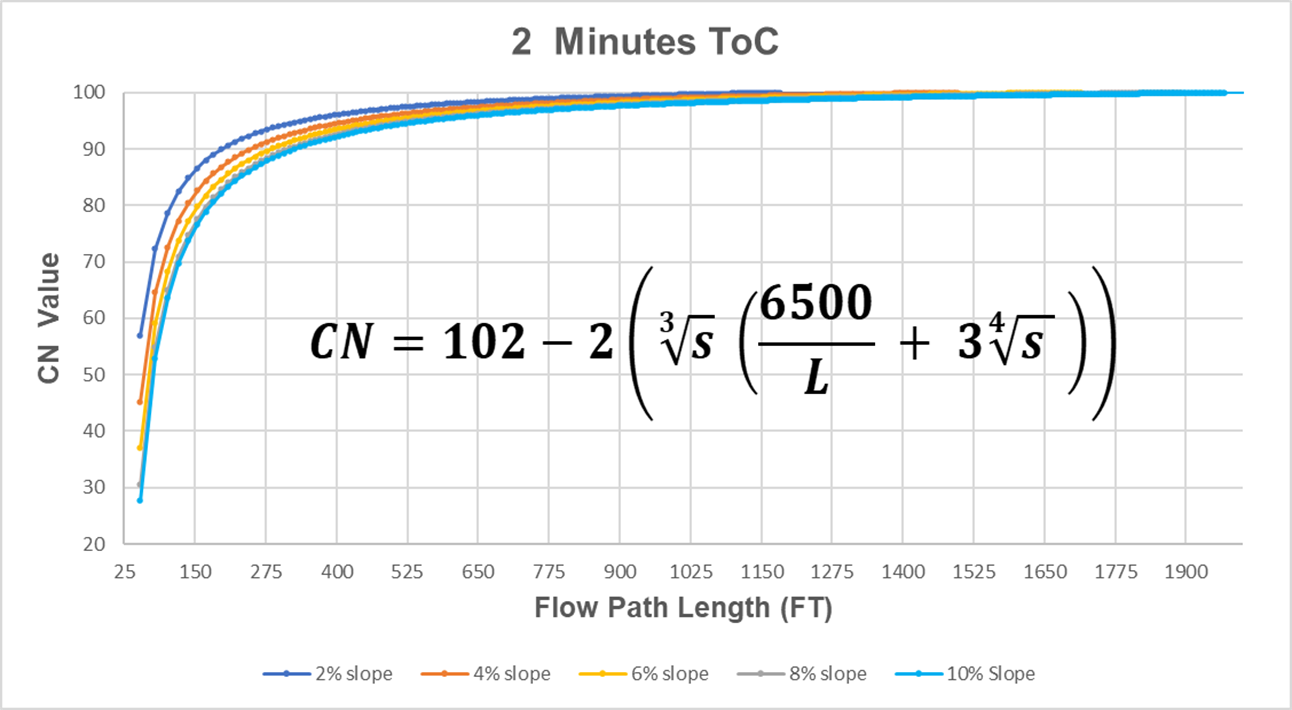 2 Minutes ToC
100
90
80
70
60
50
40
30
20
CN Value
CN = 102 − 2(∛s (6500/L + 3∜s))
25 150 275 400 525 650 775 900 1025 1150 1275 1400 1525 1650 1775 1900
Flow Path Length (FT)
2% slope 4% slope 6% slope 8% slope 10% Slope